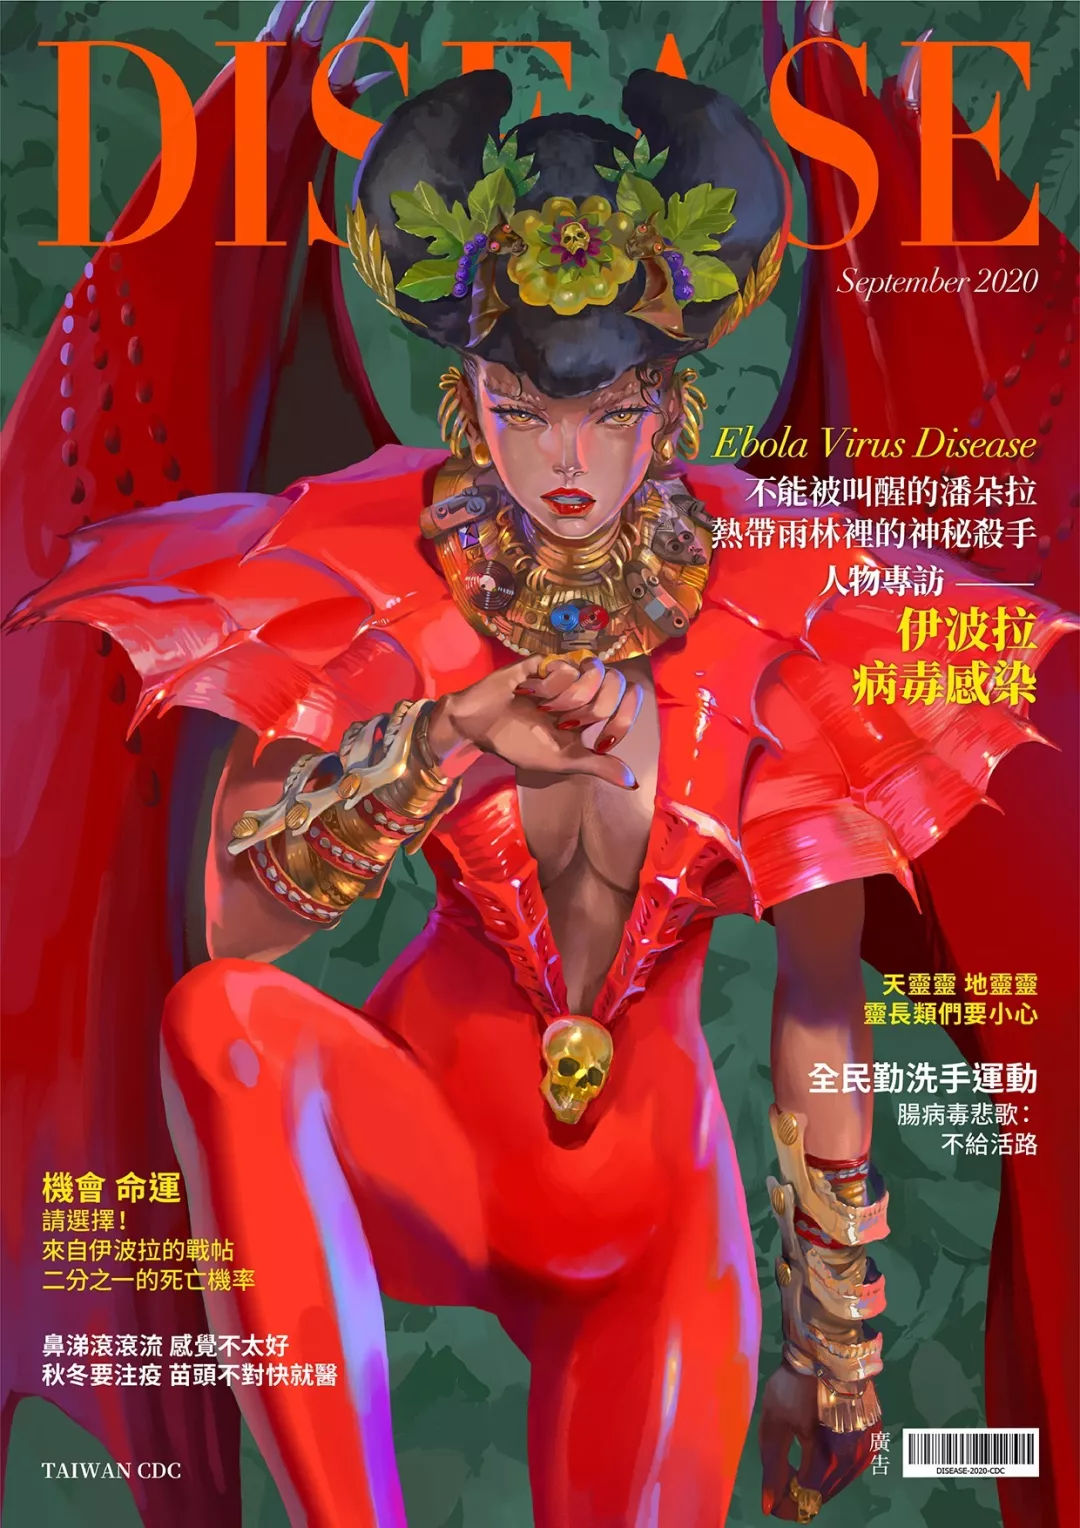 DISEASE
September 2020
Ebola Virus Disease
不能被叫醒的潘朵拉
熱帶雨林裡的神秘殺手
人物專訪 ——
伊波拉
病毒感染
天靈靈 地靈靈
靈長類們要小心
全民勤洗手運動
腸病毒悲歌：
不給活路
機會 命運
請選擇！
來自伊波拉的戰帖
二分之一的死亡機率
鼻涕滾滾流 感覺不太好
秋冬要注疫 苗頭不對快就醫
TAIWAN CDC
廣告
DISEASE-2020-CDC